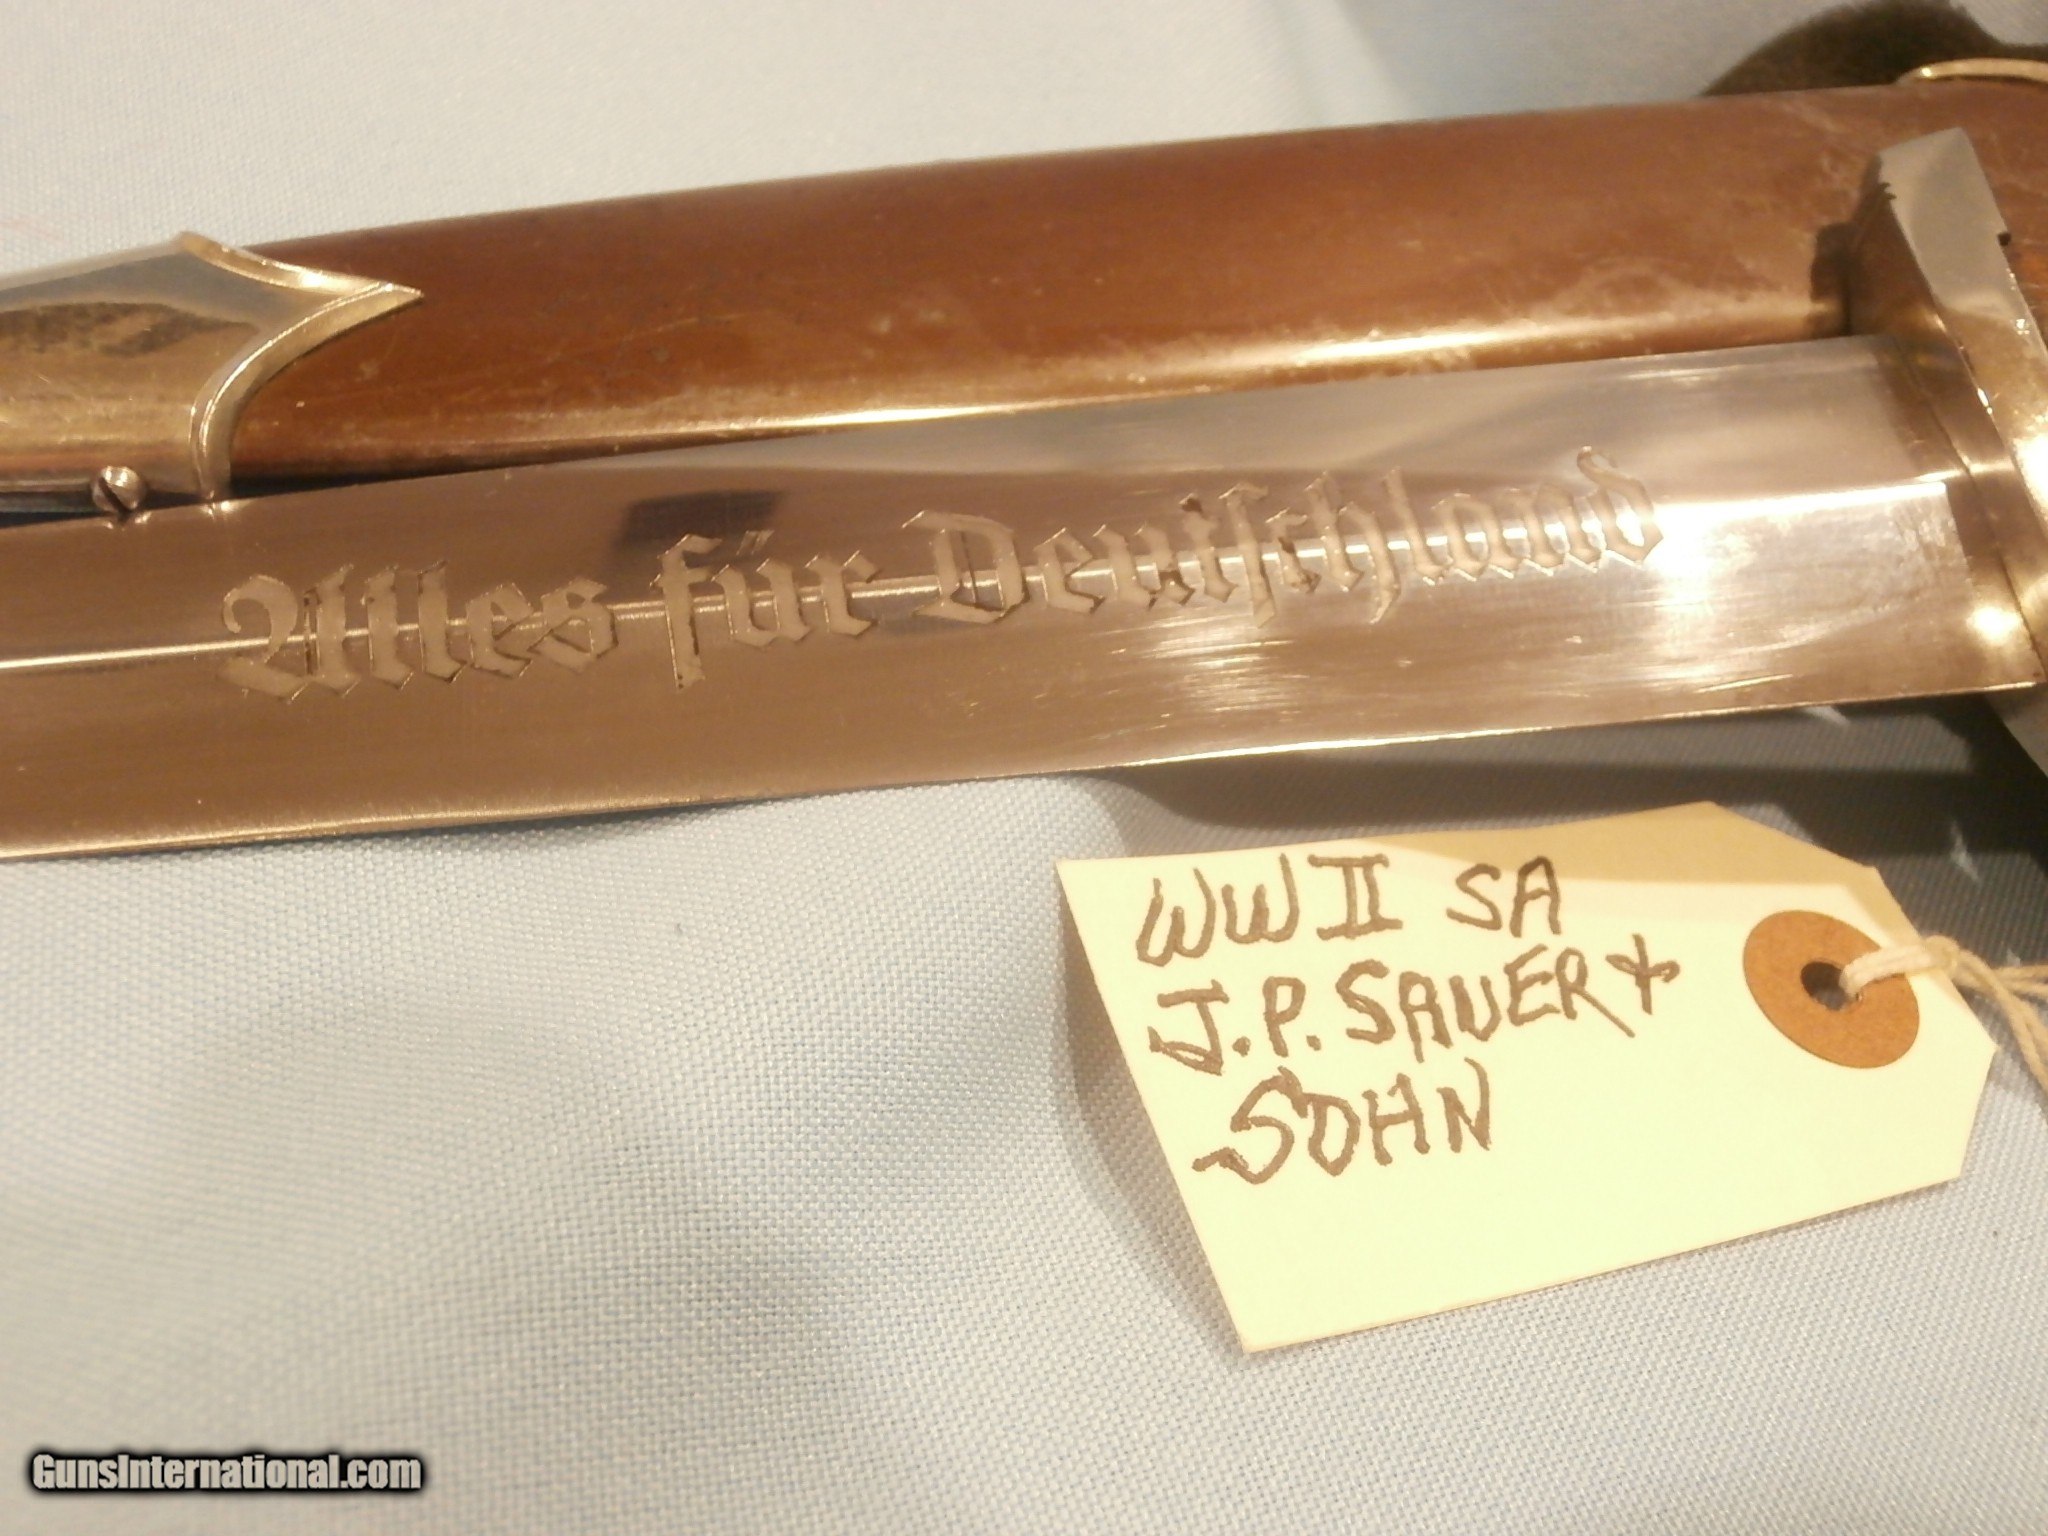 Alles für Deutschland
WW II SA
J.P. SAUER &
SOHN
GunsInternational.com